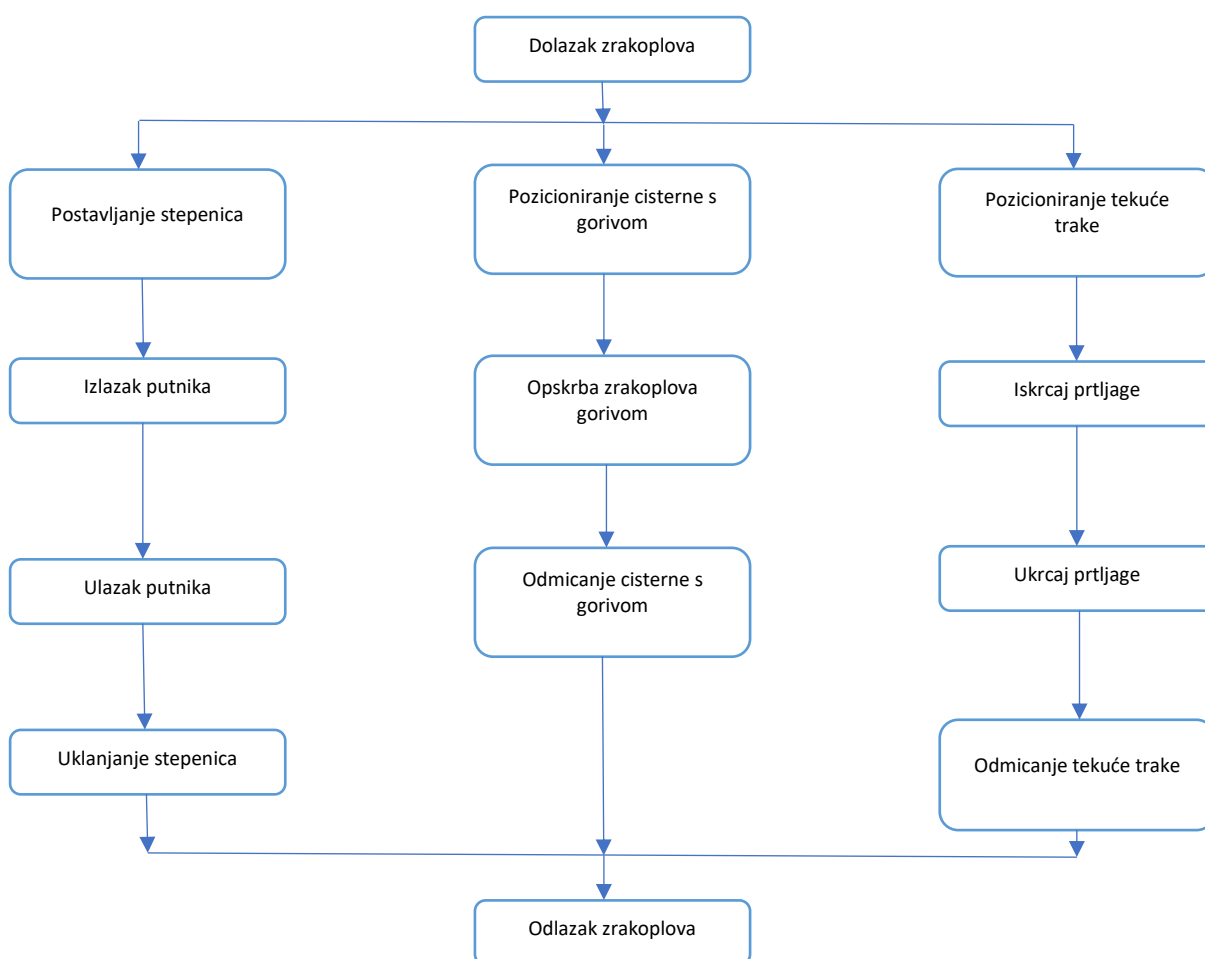 Dolazak zrakoplova
Postavljanje stepenica
Pozicioniranje cisterne s
gorivom
Pozicioniranje tekuće
trake
Izlazak putnika
Opskrba zrakoplova
gorivom
Iskrcaj prtljage
Ulazak putnika
Odmicanje cisterne s
gorivom
Ukrcaj prtljage
Uklanjanje stepenica
Odmicanje tekuće trake
Odlazak zrakoplova